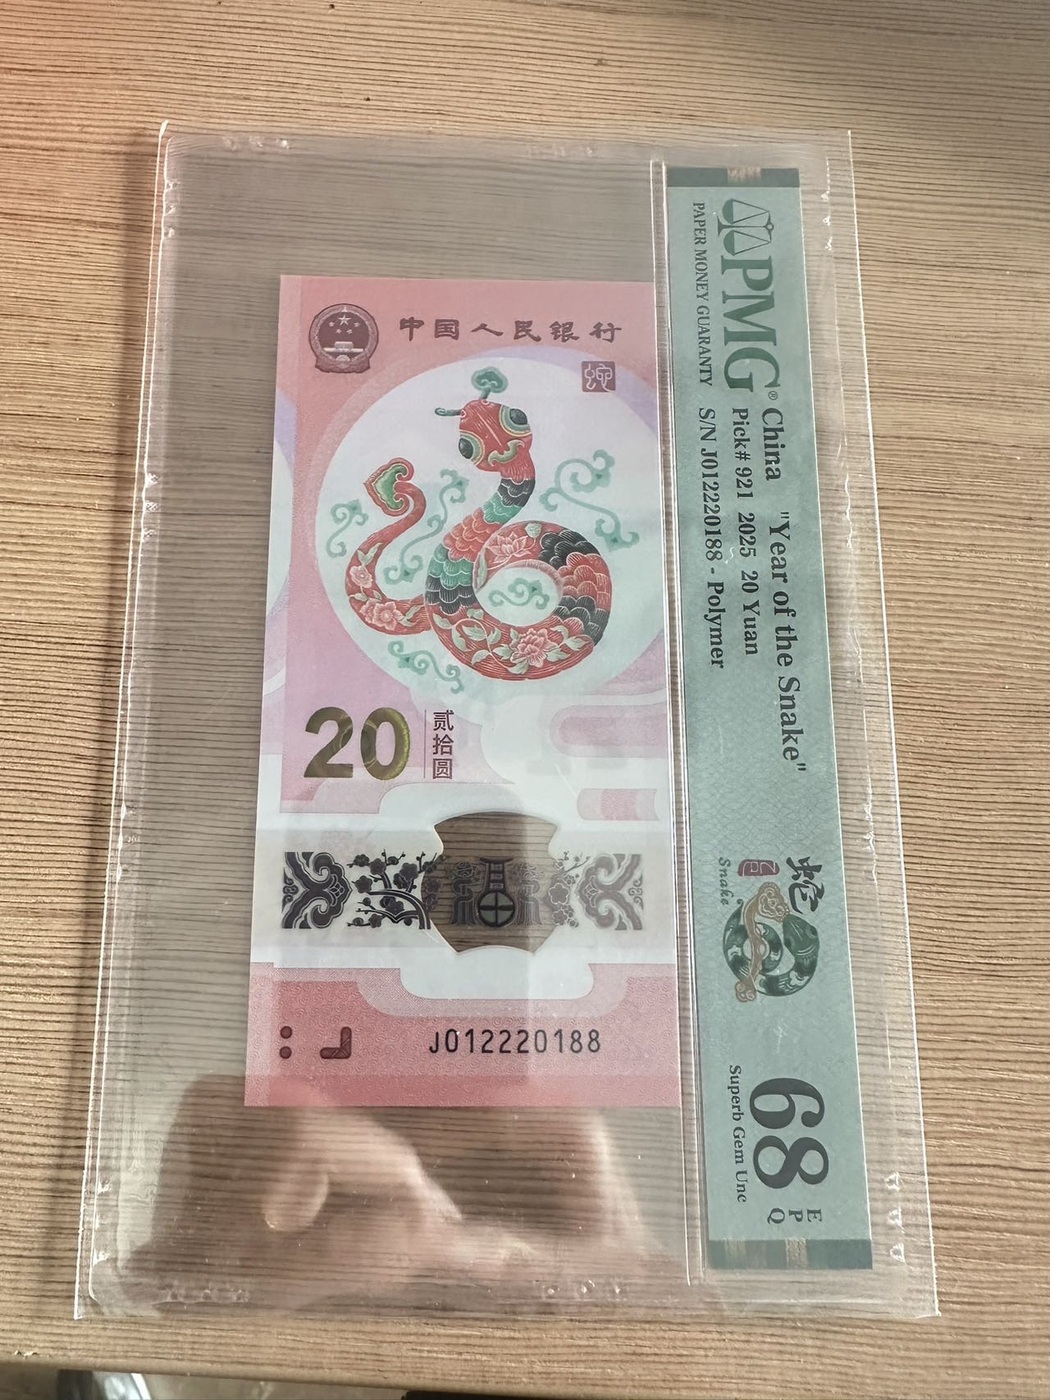 中国人民银行
蛇
20
贰拾圆
J012220188
PMG
®
PAPER MONEY GUARANTY
China "Year of the Snake"
Pick# 921 2025 20 Yuan
S/N J012220188 - Polymer
蛇
Snake
68
EPQ
Superb Gem Unc